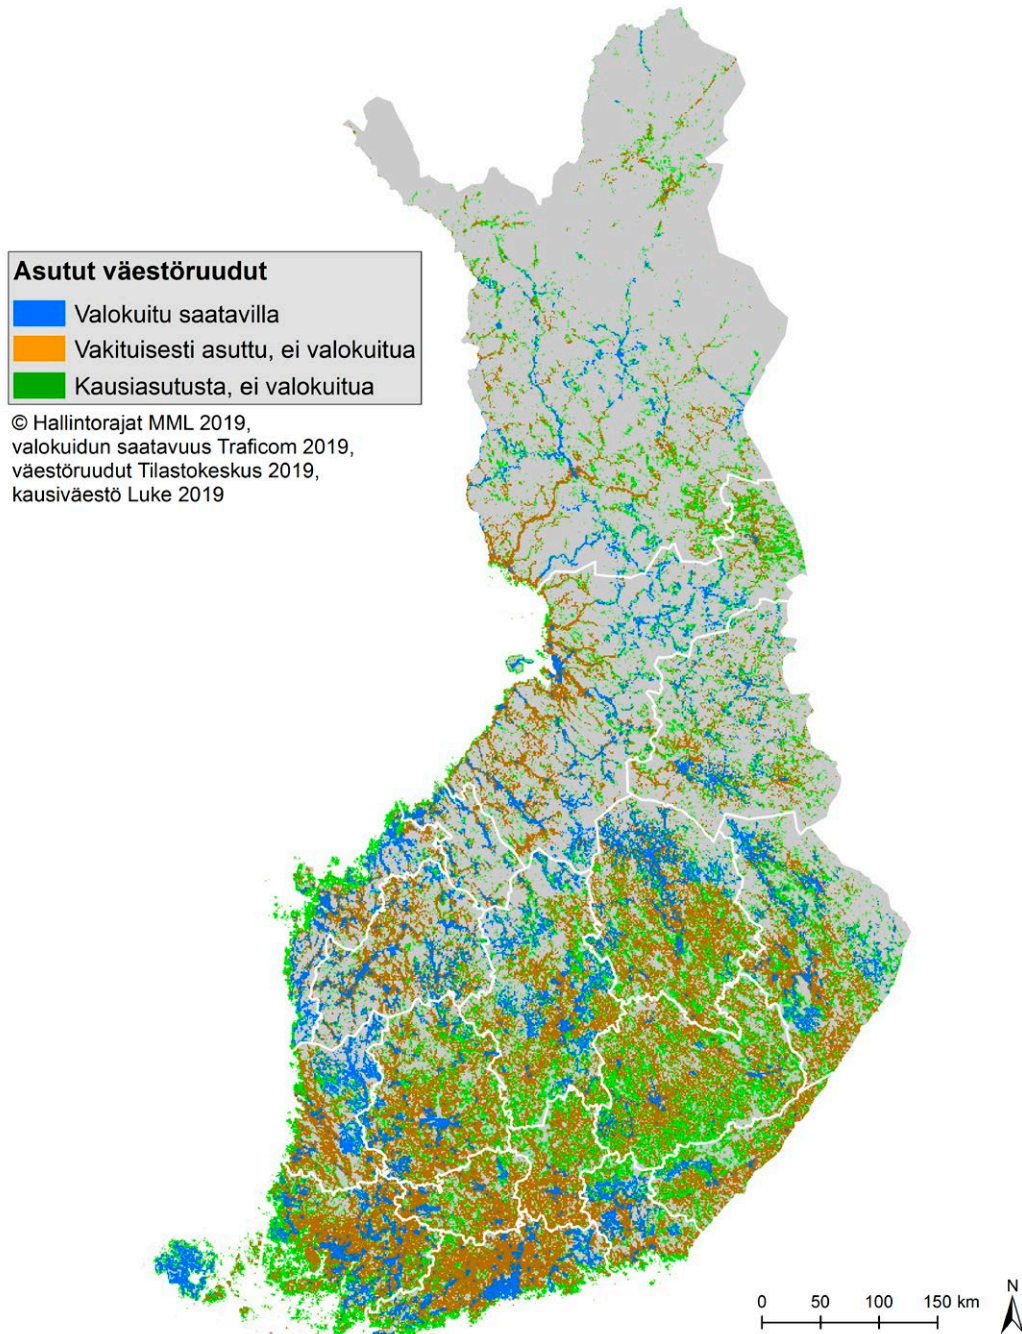 Asutut väestöruudut
Valokuitu saatavilla
Vakituisesti asuttu, ei valokuitua
Kausiasutusta, ei valokuitua
© Hallintorajat MML 2019,
valokuidun saatavuus Traficom 2019,
väestöruudut Tilastokeskus 2019,
kausiväestö Luke 2019
N
0 50 100 150 km